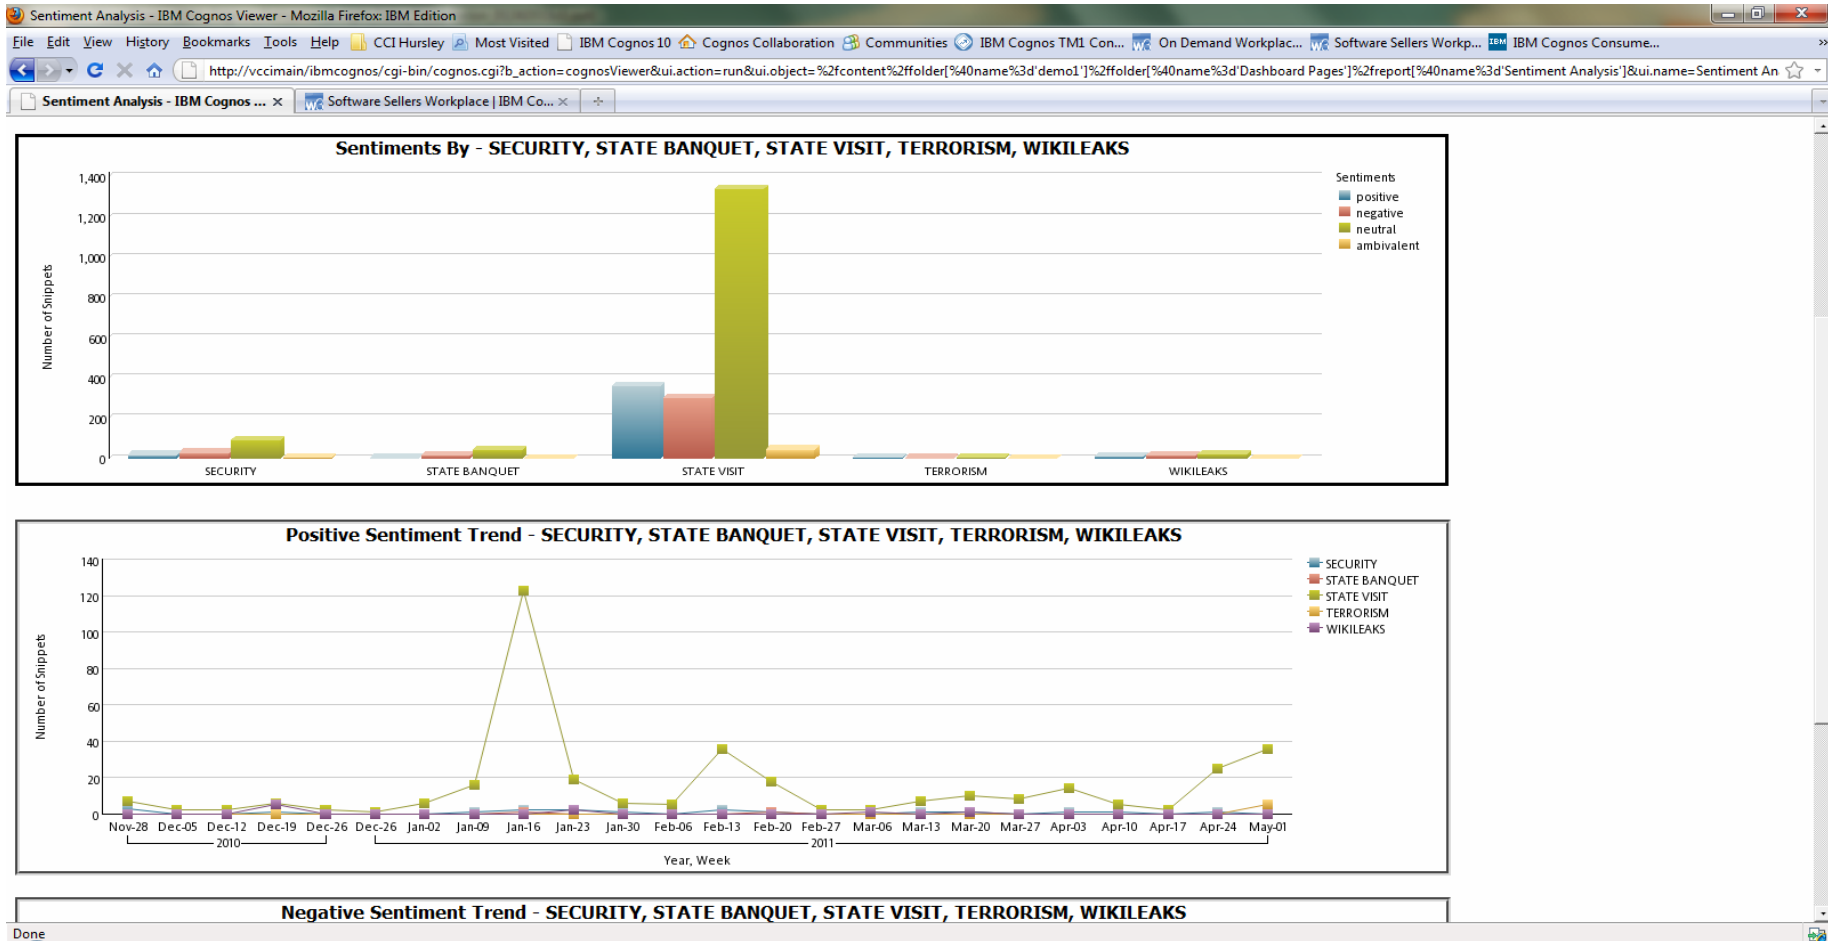 Sentiment Analysis - IBM Cognos Viewer - Mozilla Firefox: IBM Edition
File Edit View History Bookmarks Tools Help CCI Hursley Most Visited IBM Cognos 10 Cognos Collaboration Communities IBM Cognos TM1 Con... On Demand Workplac... Software Sellers Workp... IBM IBM Cognos Consume... »
http://vccimain/ibmcognos/cgi-bin/cognos.cgi?b_action=cognosViewer&ui.action=run&ui.object=%2fcontent%2ffolder[%40name%3d'demo1']%2ffolder[%40name%3d'Dashboard Pages']%2freport[%40name%3d'Sentiment Analysis']&ui.name=Sentiment An
Sentiment Analysis - IBM Cognos ... × Software Sellers Workplace | IBM Co... ×
Sentiments By - SECURITY, STATE BANQUET, STATE VISIT, TERRORISM, WIKILEAKS
Number of Snippets
1,400
1,200
1,000
800
600
400
200
0
SECURITY STATE BANQUET STATE VISIT TERRORISM WIKILEAKS
Sentiments
positive
negative
neutral
ambivalent
Positive Sentiment Trend - SECURITY, STATE BANQUET, STATE VISIT, TERRORISM, WIKILEAKS
Number of Snippets
140
120
100
80
60
40
20
0
Nov-28 Dec-05 Dec-12 Dec-19 Dec-26 Dec-26 Jan-02 Jan-09 Jan-16 Jan-23 Jan-30 Feb-06 Feb-13 Feb-20 Feb-27 Mar-06 Mar-13 Mar-20 Mar-27 Apr-03 Apr-10 Apr-17 Apr-24 May-01
2010 2011
Year, Week
SECURITY
STATE BANQUET
STATE VISIT
TERRORISM
WIKILEAKS
Negative Sentiment Trend - SECURITY, STATE BANQUET, STATE VISIT, TERRORISM, WIKILEAKS
Done